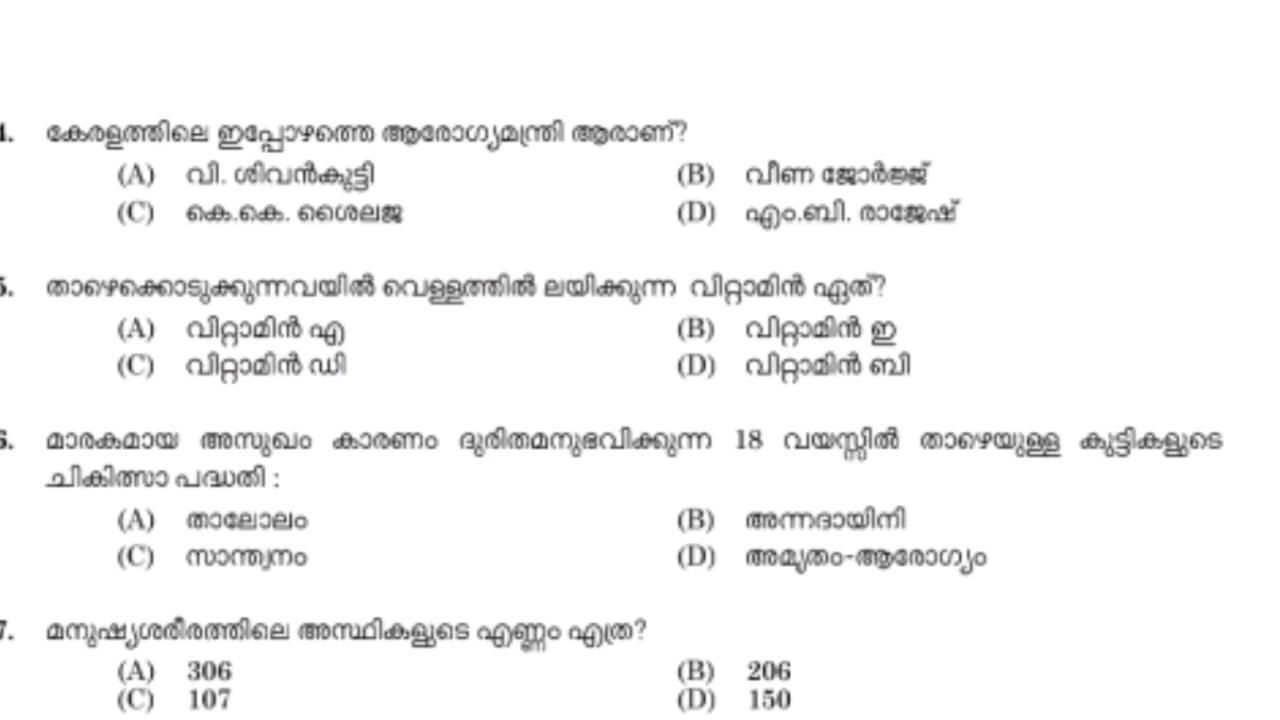 4. കേരളത്തിലെ ഇപ്പോഴത്തെ ആരോഗ്യമന്ത്രി ആരാണ്?
(A) വി. ശിവൻകുട്ടി (B) വീണ ജോർജ്ജ്
(C) കെ.കെ. ശൈലജ (D) എം.ബി. രാജേഷ്
5. താഴെക്കൊടുക്കുന്നവയിൽ വെള്ളത്തിൽ ലയിക്കുന്ന വിറ്റാമിൻ ഏത്?
(A) വിറ്റാമിൻ എ (B) വിറ്റാമിൻ ഇ
(C) വിറ്റാമിൻ ഡി (D) വിറ്റാമിൻ ബി
6. മാരകമായ അസുഖം കാരണം ദുരിതമനുഭവിക്കുന്ന 18 വയസ്സിൽ താഴെയുള്ള കുട്ടികളുടെ
ചികിത്സാ പദ്ധതി :
(A) താലോലം (B) അന്നദായിനി
(C) സാന്ത്വനം (D) അമൃതം-ആരോഗ്യം
7. മനുഷ്യശരീരത്തിലെ അസ്ഥികളുടെ എണ്ണം എത്ര?
(A) 306 (B) 206
(C) 107 (D) 150